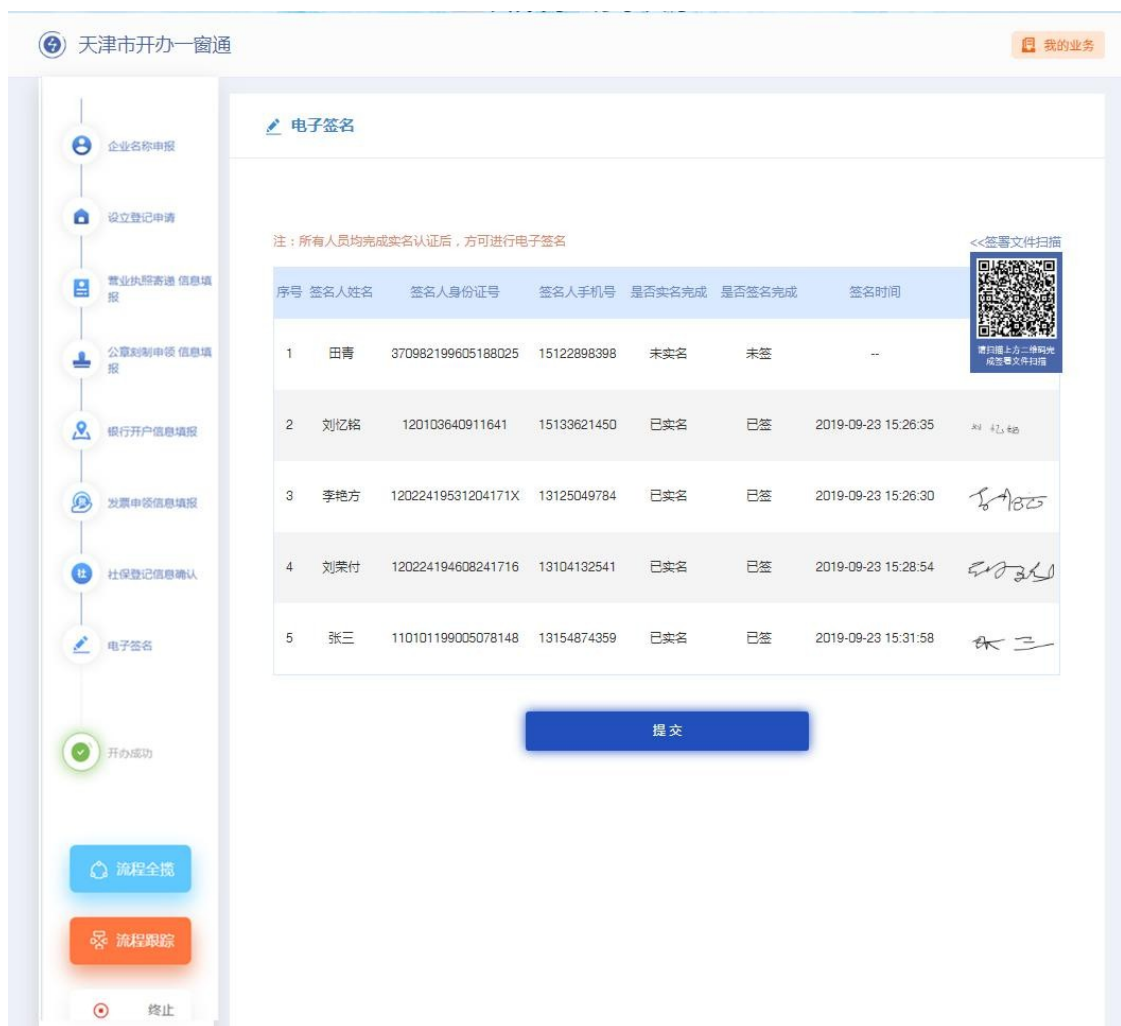 天津市开办一窗通
我的业务
企业名称申报
设立登记申请
营业执照寄递 信息填
报
公章刻制申领 信息填
报
银行开户信息填报
发票申领信息填报
社保登记信息确认
电子签名
开办成功
流程全揽
流程跟踪
终止
电子签名
注：所有人员均完成实名认证后，方可进行电子签名
<<签署文件扫描
序号 签名人姓名 签名人身份证号 签名人手机号 是否实名完成 是否签名完成 签名时间
请扫描上方二维码完
成签署文件扫描
1 田青 370982199605188025 15122898398 未实名 未签 --
2 刘忆铭 120103640911641 15133621450 已实名 已签 2019-09-23 15:26:35
3 李艳方 12022419531204171X 13125049784 已实名 已签 2019-09-23 15:26:30
4 刘荣付 120224194608241716 13104132541 已实名 已签 2019-09-23 15:28:54
5 张三 110101199005078148 13154874359 已实名 已签 2019-09-23 15:31:58 张三
提交